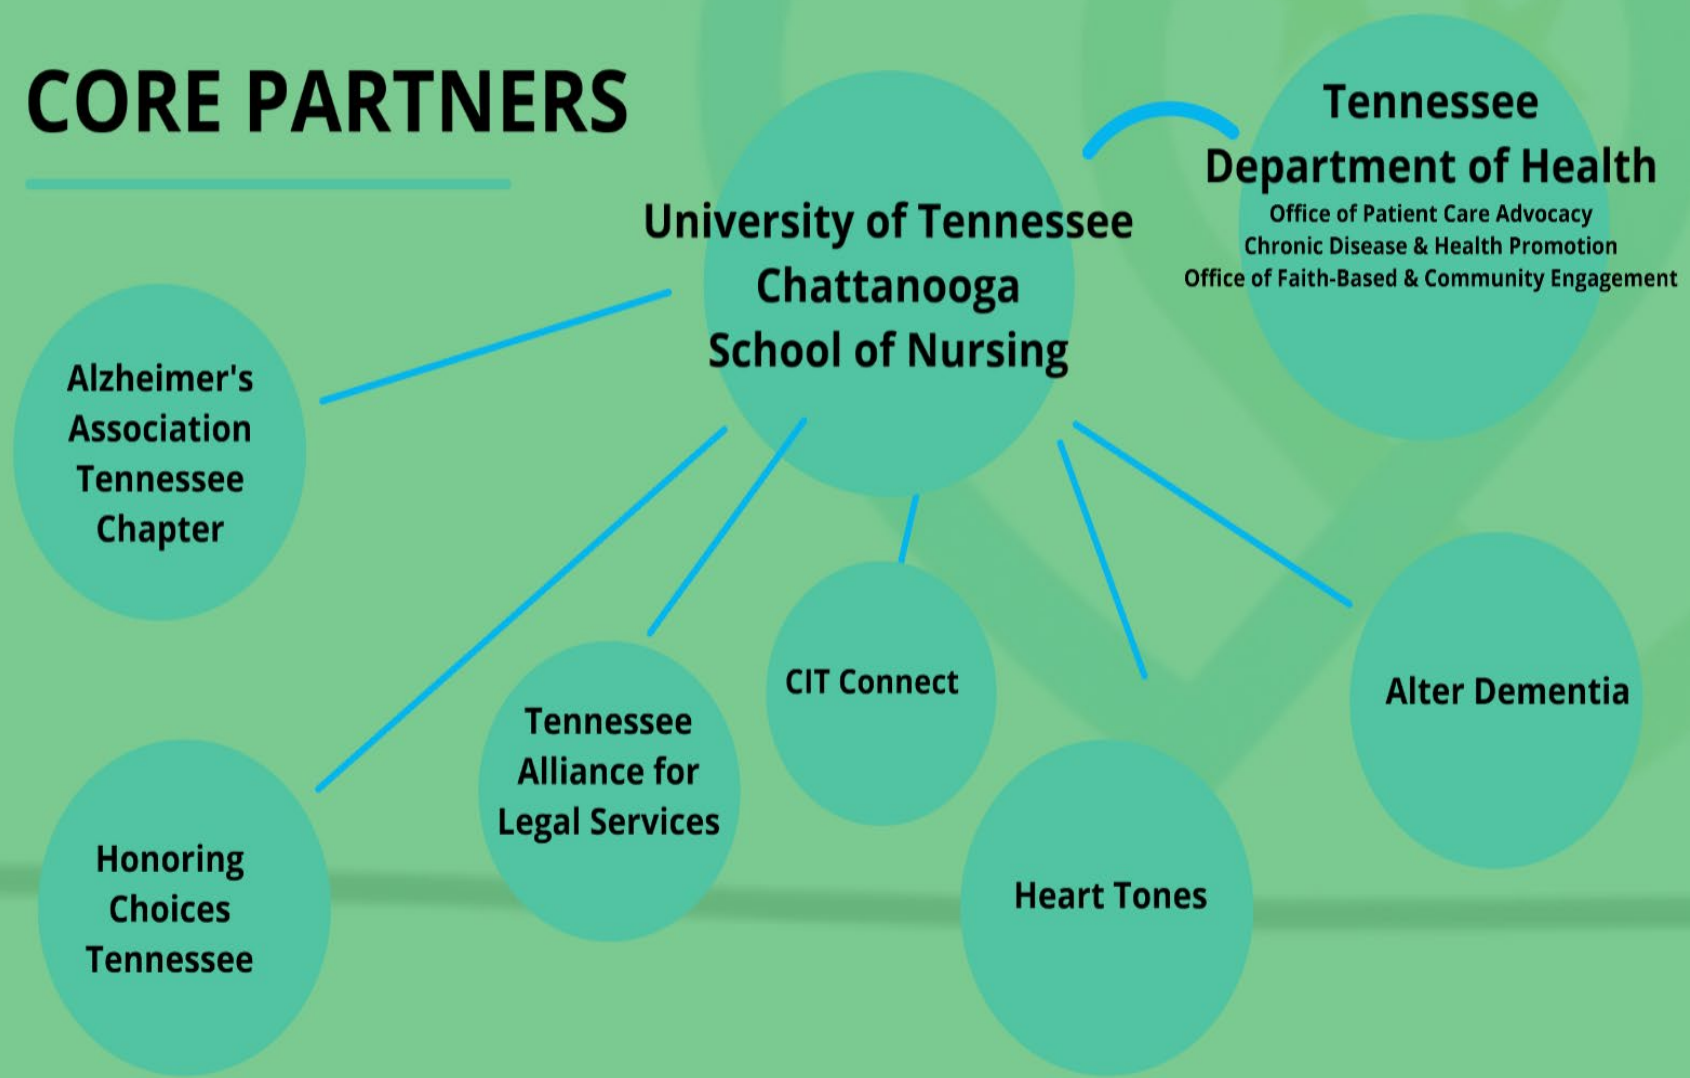 CORE PARTNERS
University of Tennessee
Chattanooga
School of Nursing
Tennessee
Department of Health
Office of Patient Care Advocacy
Chronic Disease & Health Promotion
Office of Faith-Based & Community Engagement
Alzheimer's
Association
Tennessee
Chapter
Honoring
Choices
Tennessee
Tennessee
Alliance for
Legal Services
CIT Connect
Heart Tones
Alter Dementia